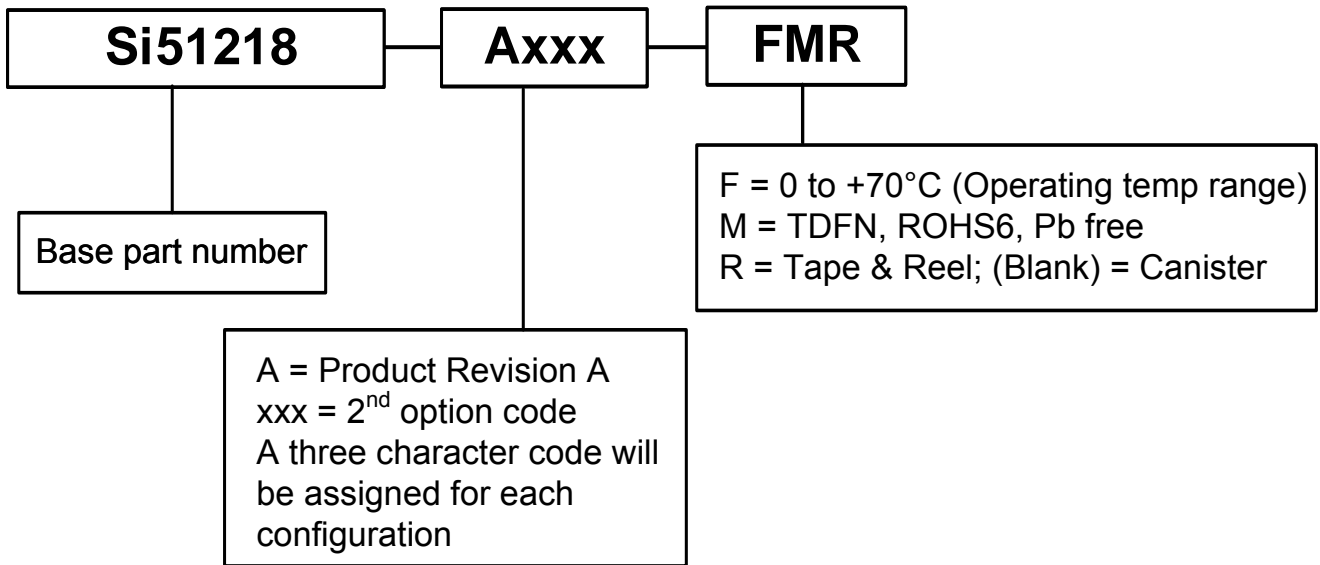 Si51218
Axxx
FMR
F = 0 to +70°C (Operating temp range)
M = TDFN, ROHS6, Pb free
R = Tape & Reel; (Blank) = Canister
Base part number
A = Product Revision A
xxx = 2nd option code
A three character code will
be assigned for each
configuration